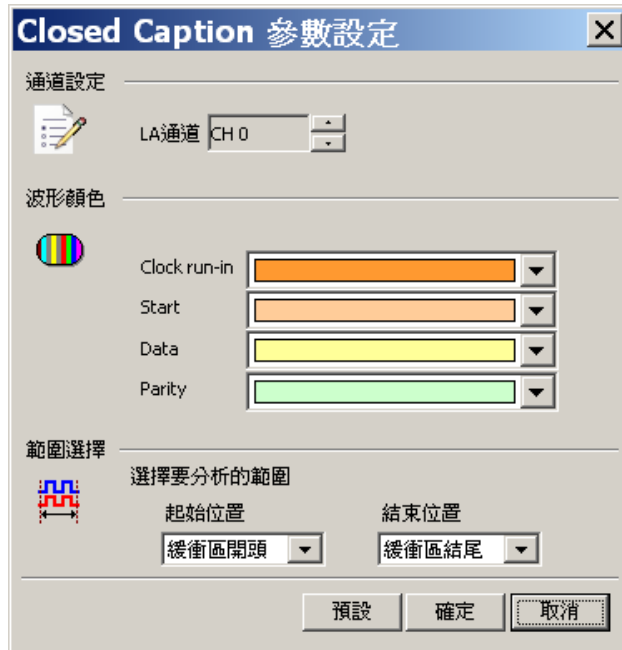 Closed Caption 參數設定
通道設定
LA通道 CH 0
波形顏色
Clock run-in
Start
Data
Parity
範圍選擇
選擇要分析的範圍
起始位置 結束位置
緩衝區開頭 緩衝區結尾
預設 確定 取消